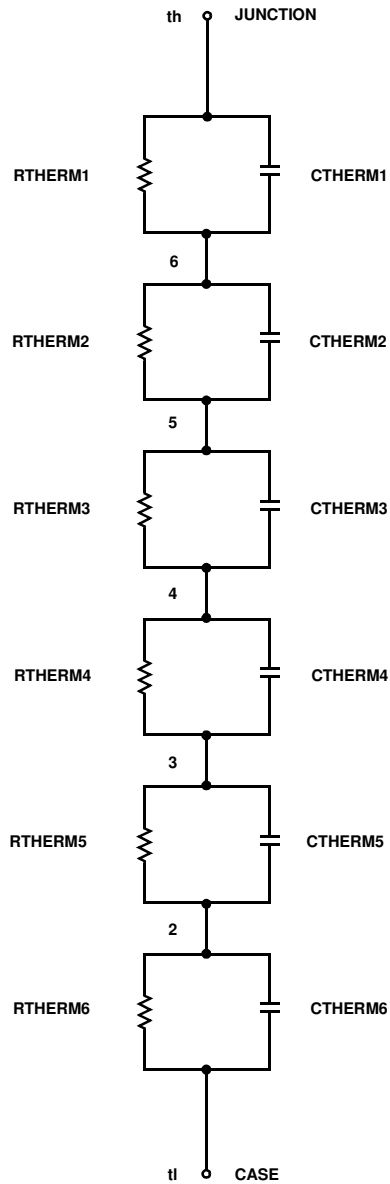 th JUNCTION
RTHERM1 CTHERM1
6
RTHERM2 CTHERM2
5
RTHERM3 CTHERM3
4
RTHERM4 CTHERM4
3
RTHERM5 CTHERM5
2
RTHERM6 CTHERM6
tl CASE